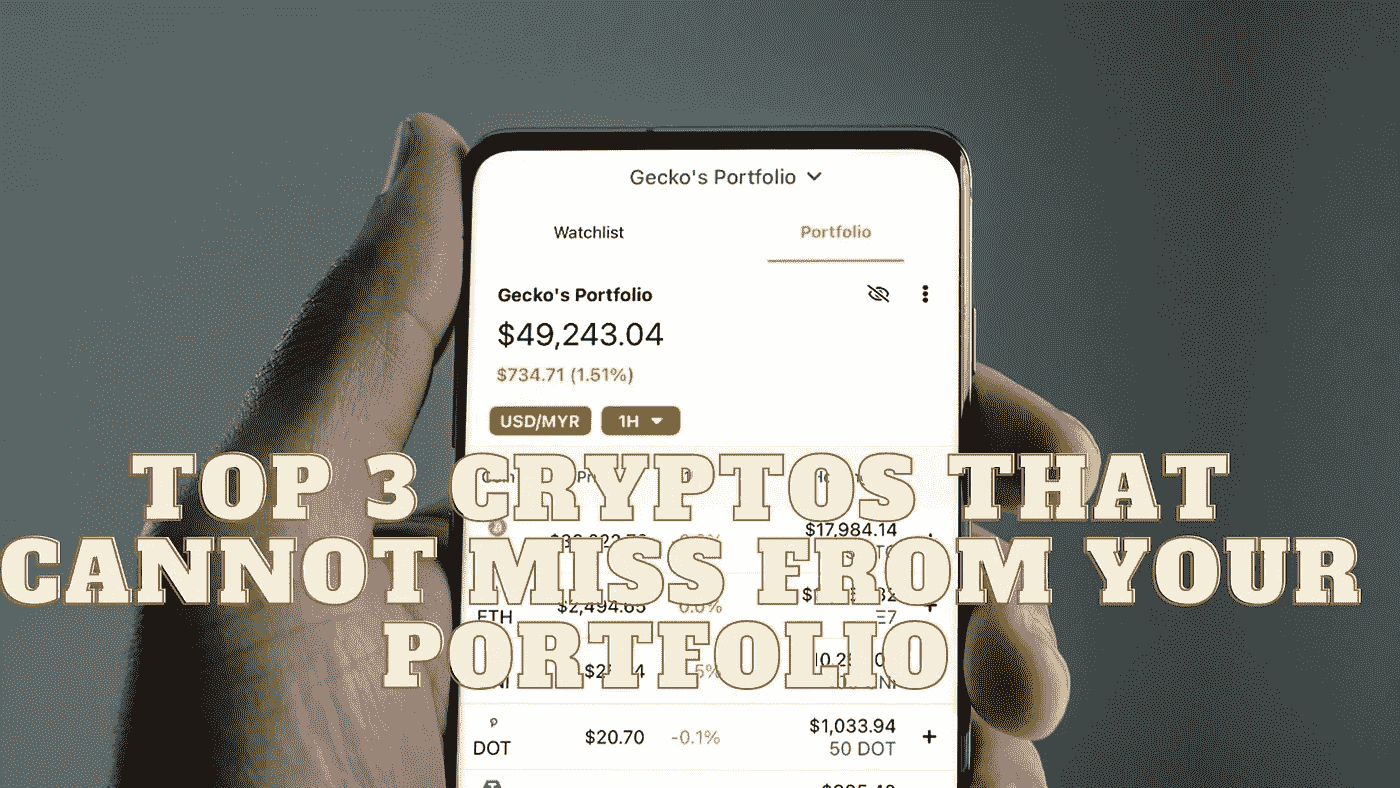 Gecko's Portfolio
Watchlist Portfolio
Gecko's Portfolio
$49,243.04
$734.71 (1.51%)
USD/MYR 1H
TOP 3 CRYPTOS THAT
$17,984.14
CANNOT MISS FROM YOUR
ETH $2,494.65 0.0%
PORTFOLIO
DOT $20.70 -0.1% $1,033.94
50 DOT